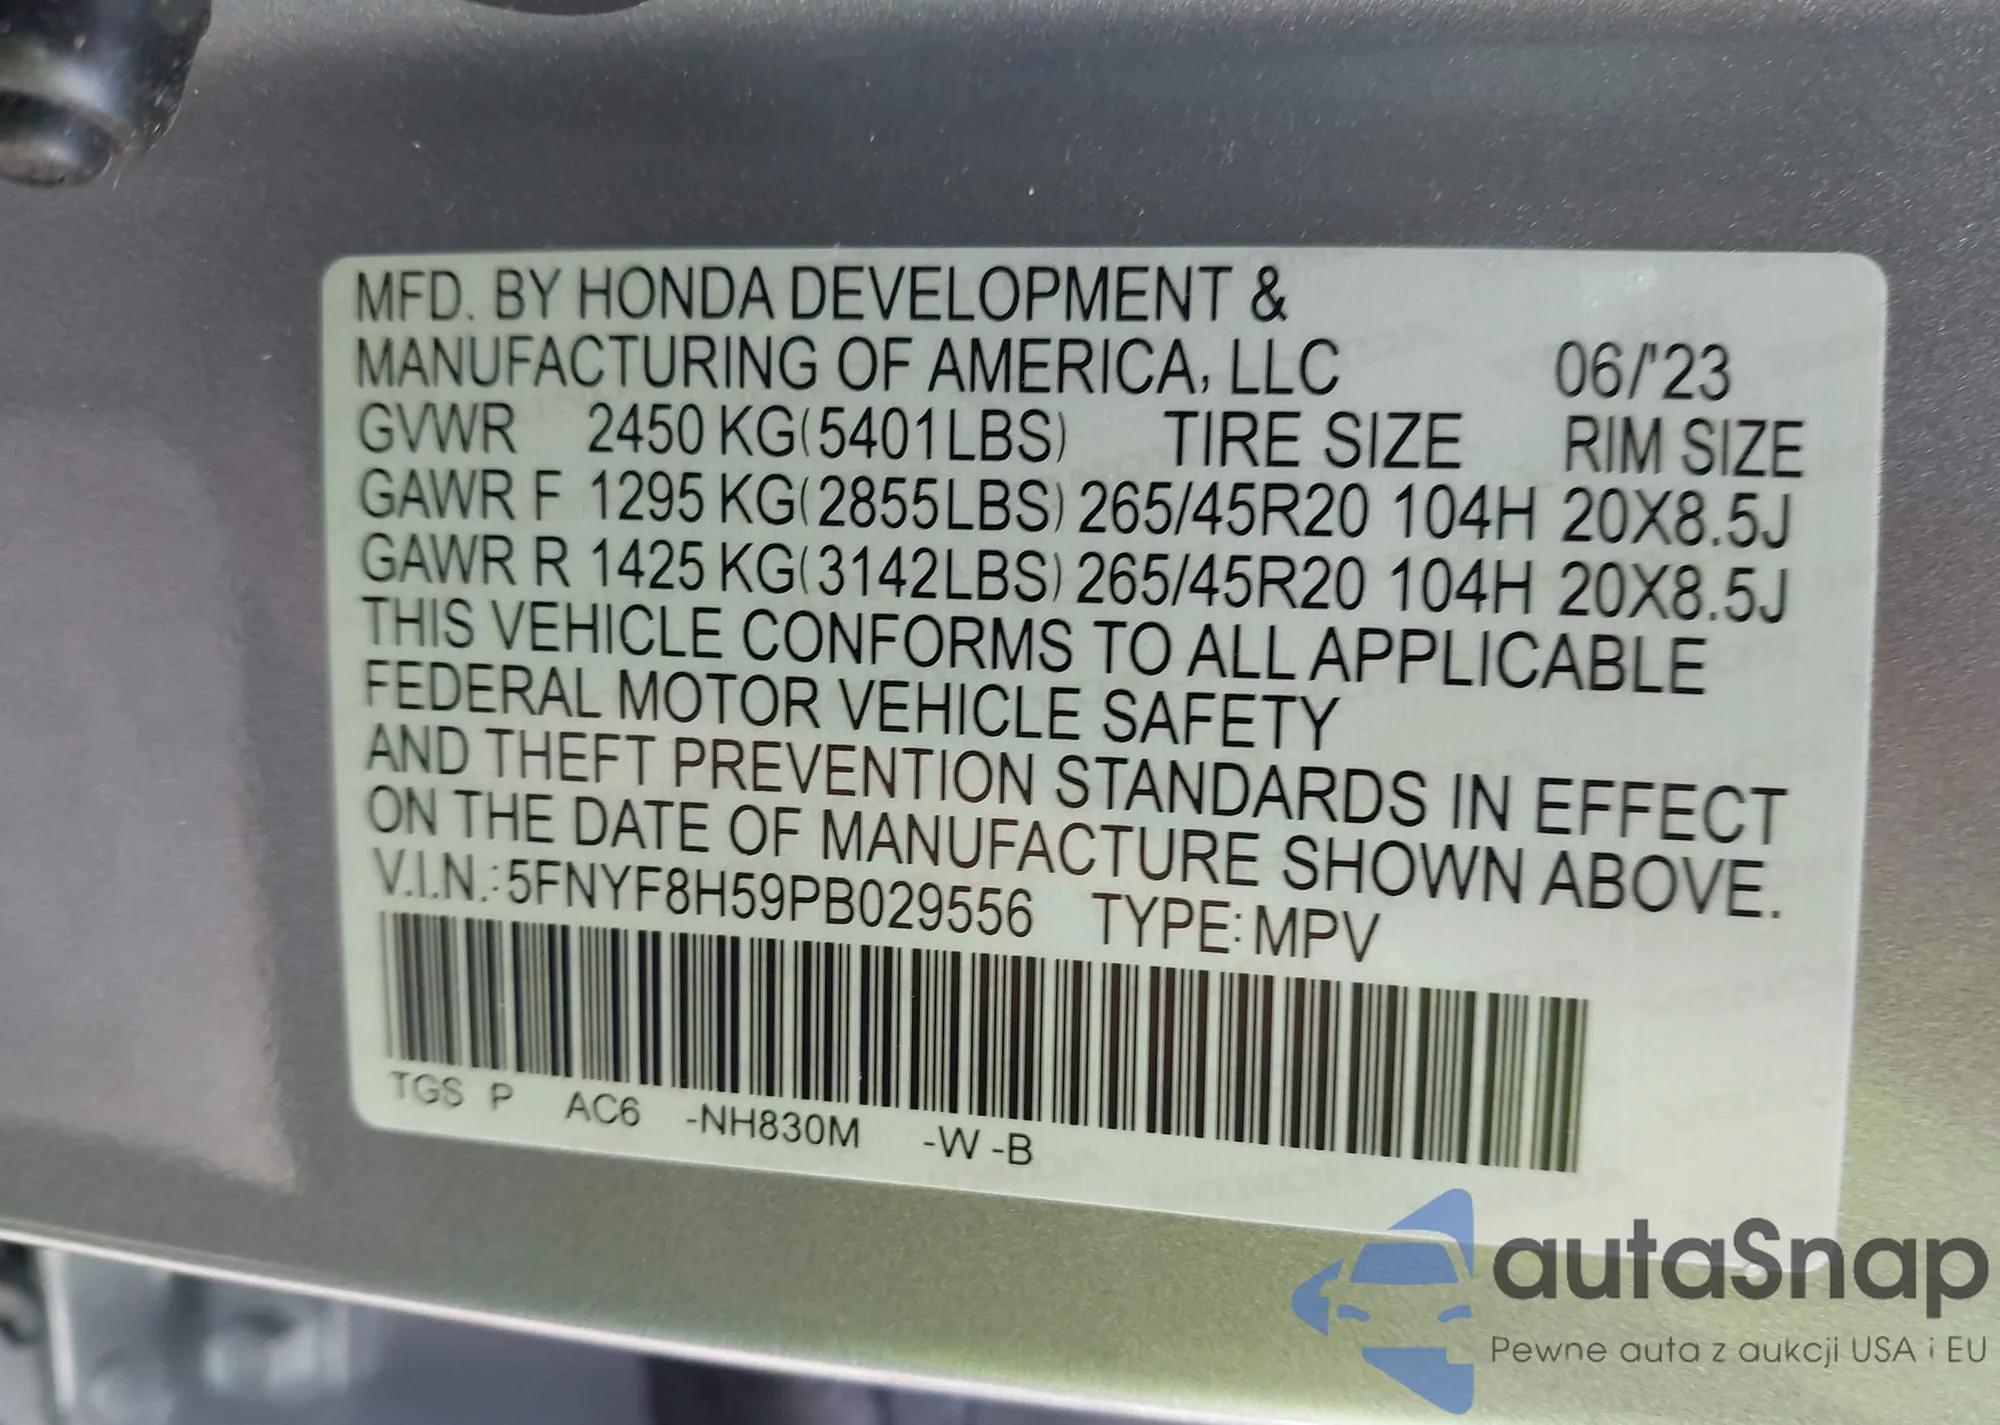 MFD. BY HONDA DEVELOPMENT &
MANUFACTURING OF AMERICA, LLC 06/'23
GVWR 2450 KG(5401LBS) TIRE SIZE RIM SIZE
GAWR F 1295 KG(2855LBS) 265/45R20 104H 20X8.5J
GAWR R 1425 KG(3142LBS) 265/45R20 104H 20X8.5J
THIS VEHICLE CONFORMS TO ALL APPLICABLE
FEDERAL MOTOR VEHICLE SAFETY
AND THEFT PREVENTION STANDARDS IN EFFECT
ON THE DATE OF MANUFACTURE SHOWN ABOVE.
V.I.N.:5FNYF8H59PB029556 TYPE:MPV
TGS P AC6 -NH830M -W -B
autaSnap
Pewne auta z aukcji USA i EU